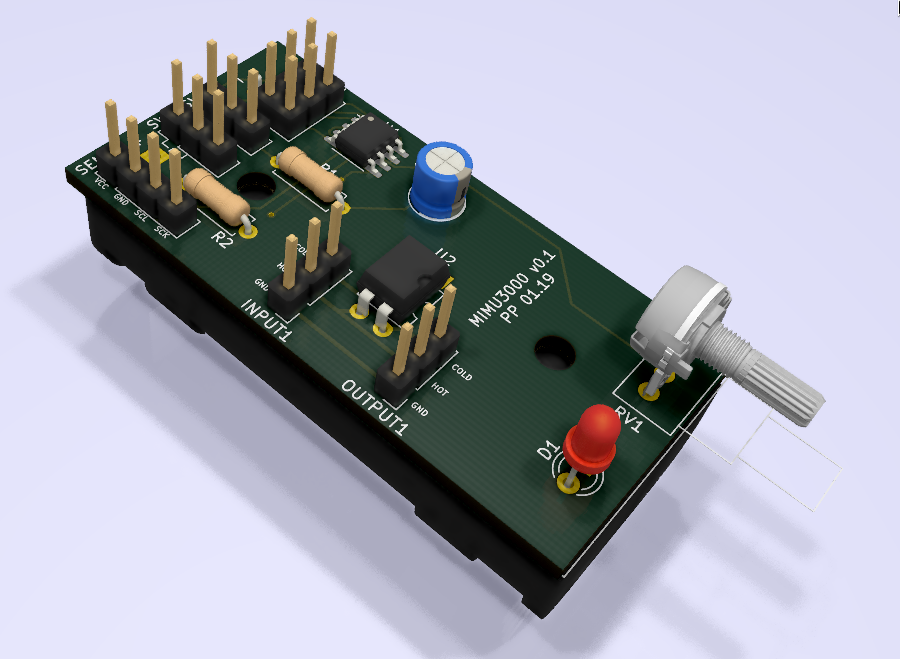 VCC
GND
SCL
SCK
R2
R1
COLD
GND
INPUT1
U2
MIMU3000 v0.1
PP 01.19
COLD
HOT
GND
OUTPUT1
RV1
D1